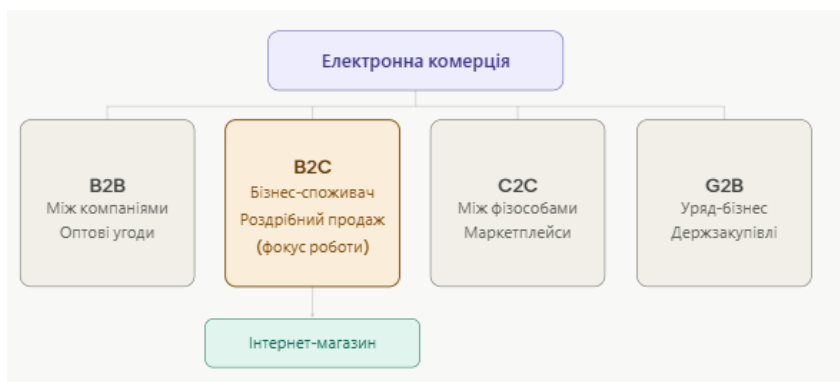 Електронна комерція
B2B
Між компаніями
Оптові угоди
B2C
Бізнес-споживач
Роздрібний продаж
(фокус роботи)
C2C
Між фізособами
Маркетплейси
G2B
Уряд-бізнес
Держзакупівлі
Інтернет-магазин